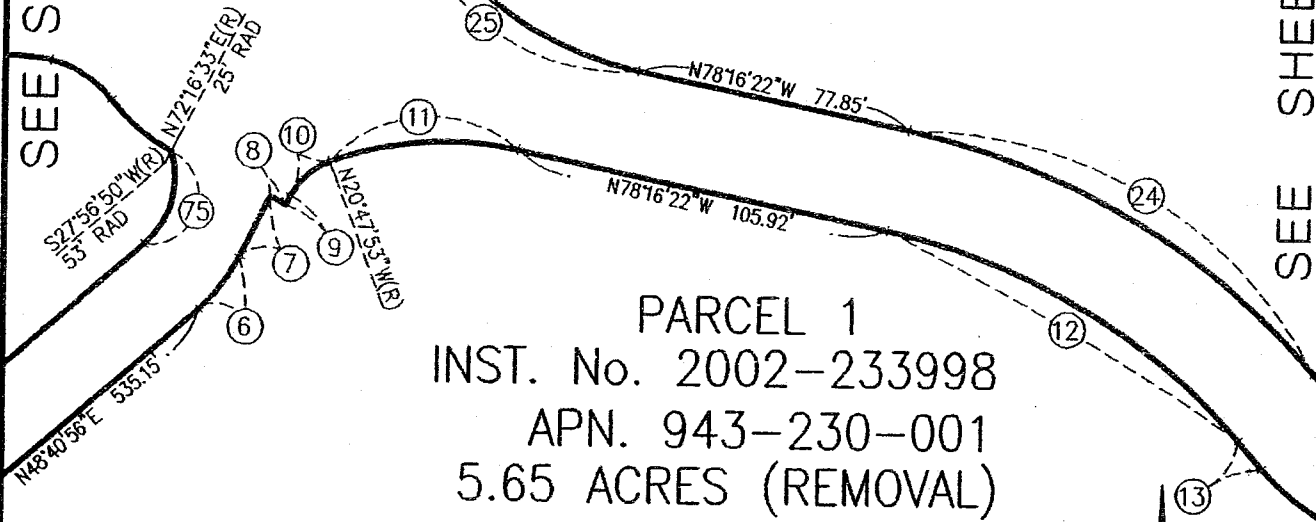 SEE S
SEE SHEE
25
N72°16'33"E(R)
25' RAD
N78°16'22"W 77.85'
11
10
8
S27°56'50"W(R)
53' RAD
75
N20°47'53"W(R)
N78°16'22"W 105.92'
24
9
7
6
12
N48°40'56"E 535.15'
PARCEL 1
INST. No. 2002-233998
APN. 943-230-001
5.65 ACRES (REMOVAL)
13